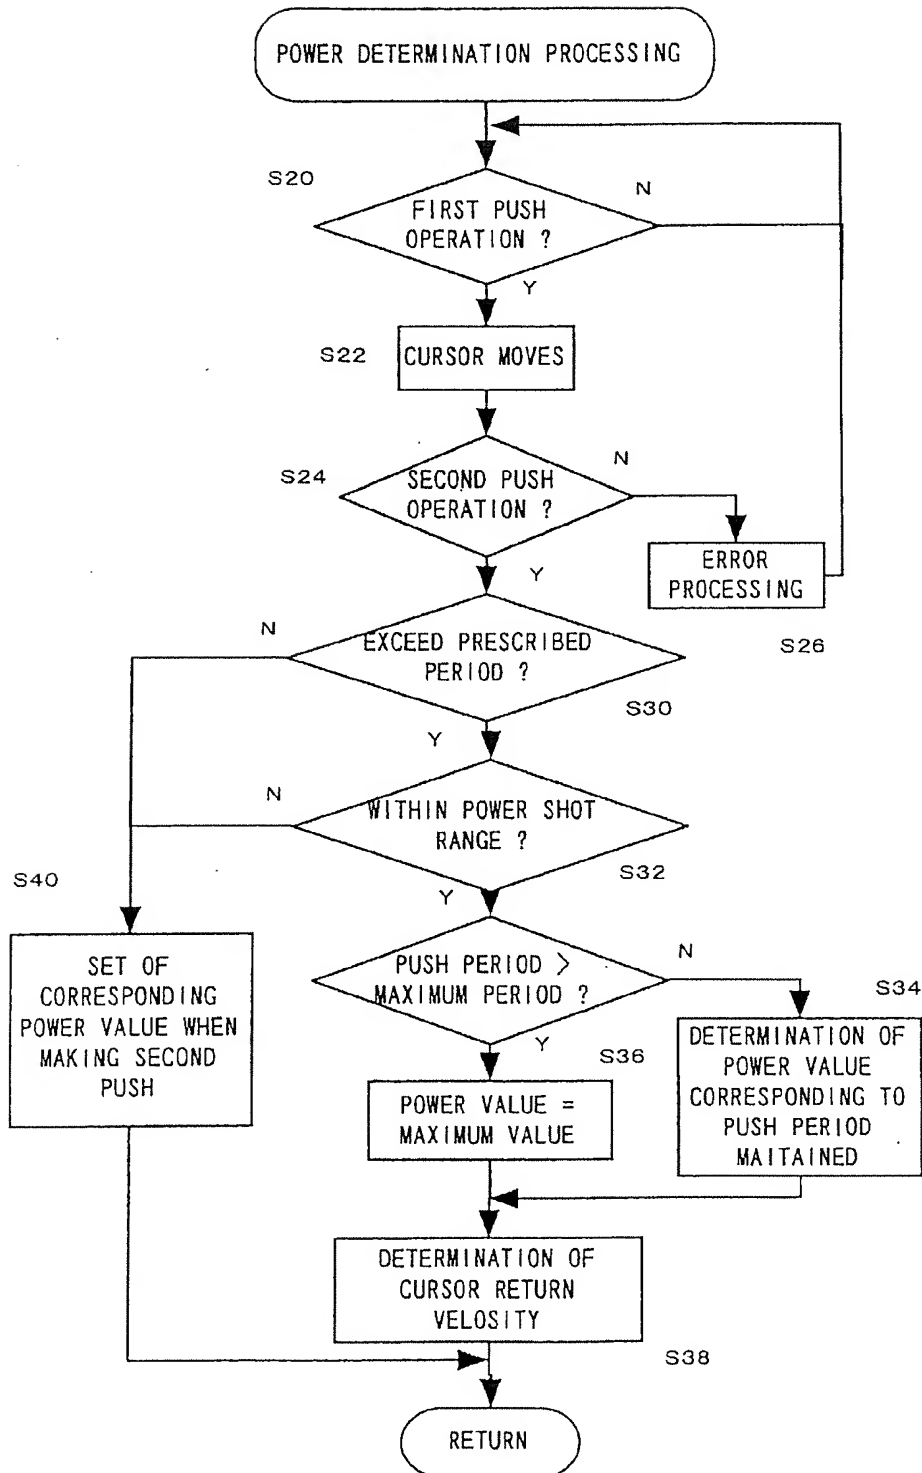 POWER DETERMINATION PROCESSING
S20
N
FIRST PUSH
OPERATION ?
Y
S22
CURSOR MOVES
S24
N
SECOND PUSH
OPERATION ?
Y
ERROR
PROCESSING
S26
N
EXCEED PRESCRIBED
PERIOD ?
S30
Y
N
WITHIN POWER SHOT
RANGE ?
S32
Y
S40
SET OF
CORRESPONDING
POWER VALUE WHEN
MAKING SECOND
PUSH
PUSH PERIOD >
MAXIMUM PERIOD ?
N
S34
Y
S36
DETERMINATION OF
POWER VALUE
CORRESPONDING TO
PUSH PERIOD
MAITAINED
POWER VALUE =
MAXIMUM VALUE
DETERMINATION OF
CURSOR RETURN
VELOSITY
S38
RETURN